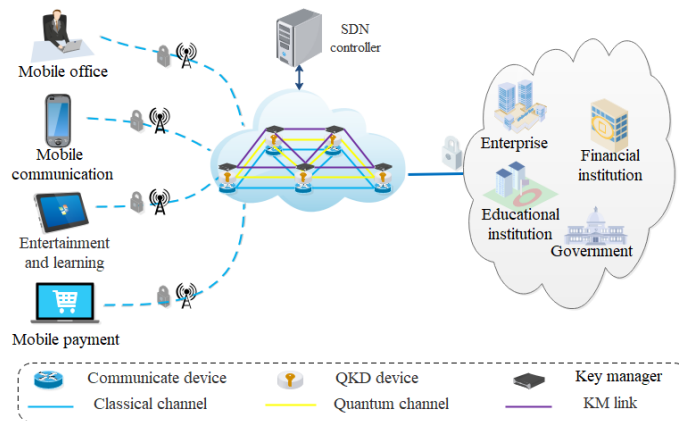 SDN
controller
Mobile office
Mobile
communication
Entertainment
and learning
Mobile payment
Enterprise
Financial
institution
Educational
institution
Government
Communicate device
QKD device
Key manager
Classical channel
Quantum channel
KM link